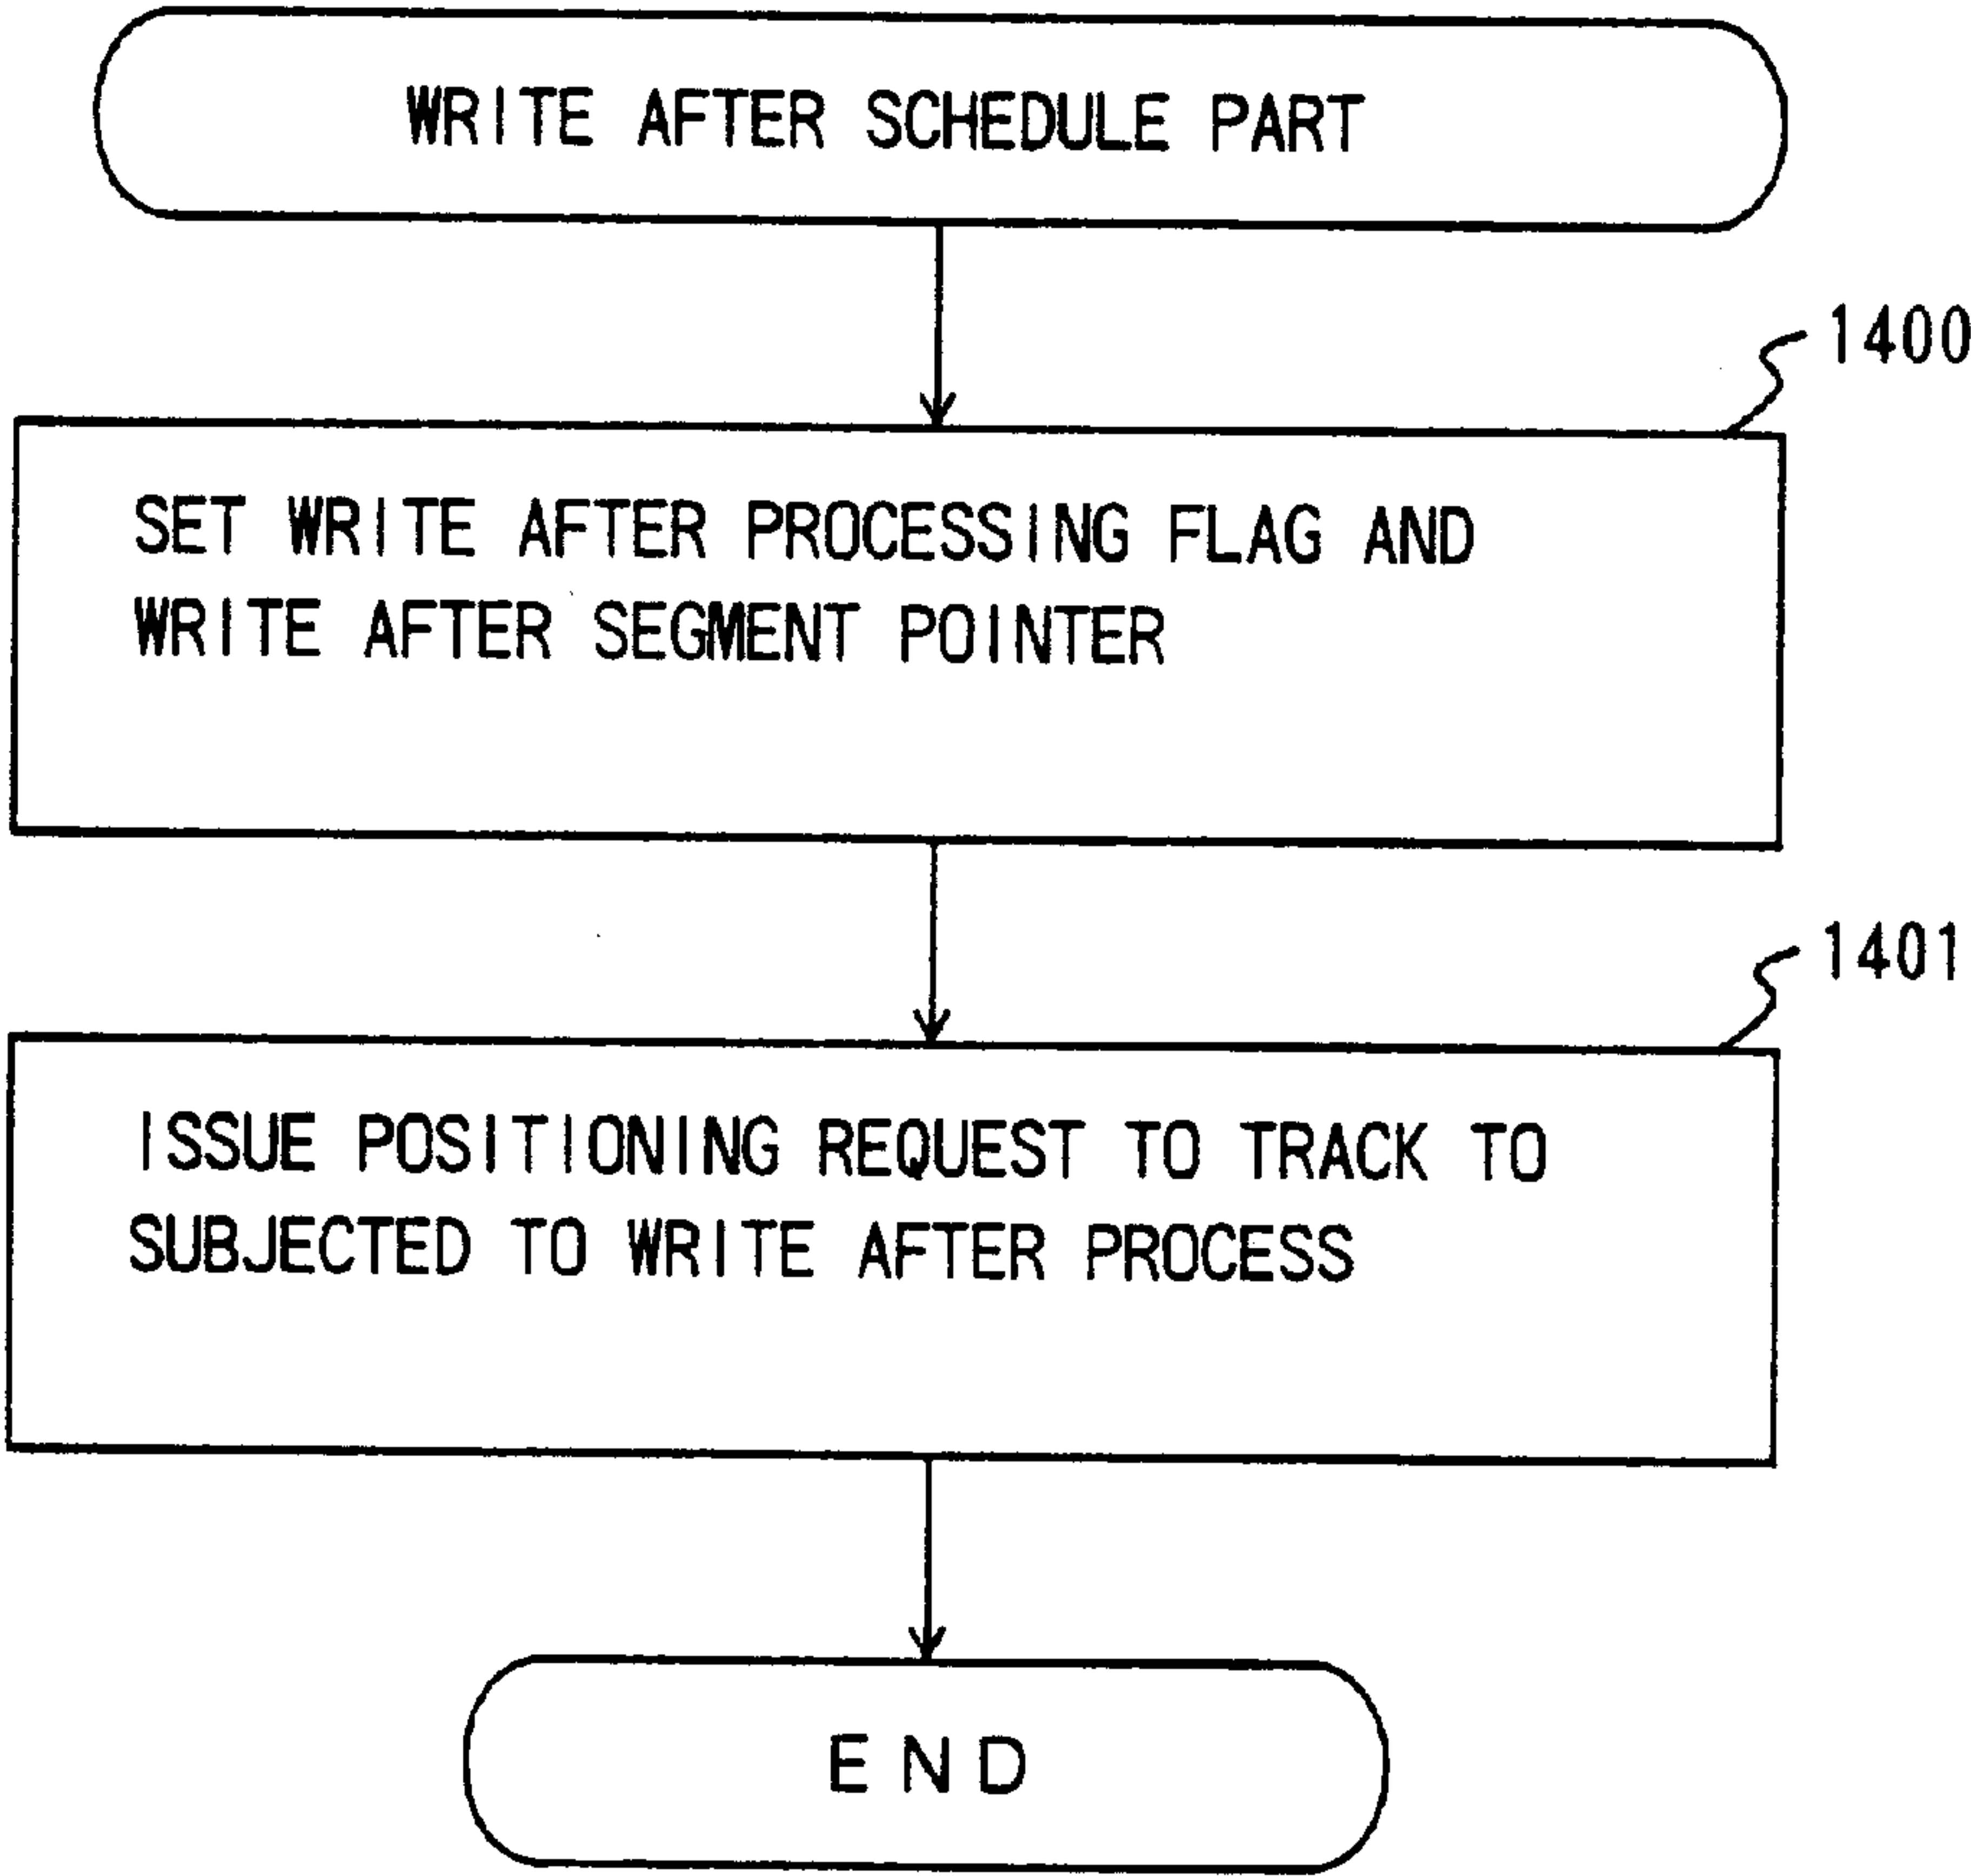 WRITE AFTER SCHEDULE PART
1400
SET WRITE AFTER PROCESSING FLAG AND
WRITE AFTER SEGMENT POINTER
1401
ISSUE POSITIONING REQUEST TO TRACK TO
SUBJECTED TO WRITE AFTER PROCESS
END